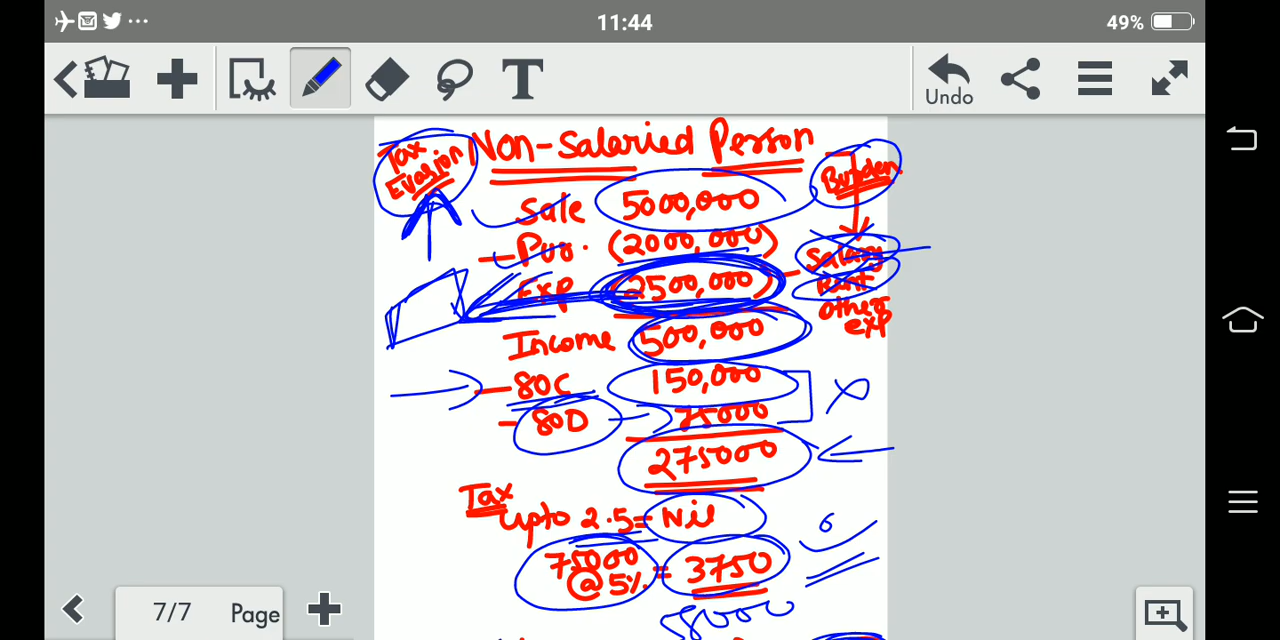 11:44
49%
T
Undo
Tax
Evasion
Non-Salaried Person
Burden
Sale 5000,000
- Pur. (2000,000)
Salary
Rent
other
exp
Exp (2500,000) -
Income 500,000
- 80C 150,000
- 80D 75000
275000
Tax
upto 2.5 = Nil
75000
@ 5% = 3750
58000
7/7 Page